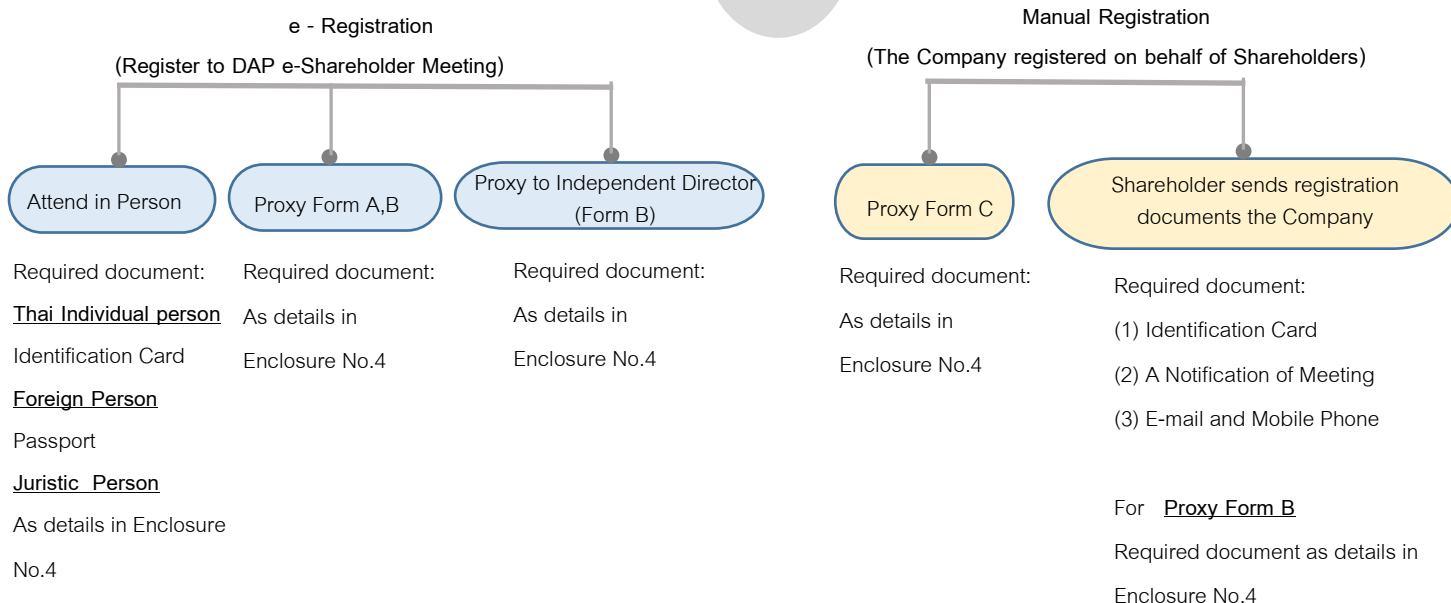 e - Registration
(Register to DAP e-Shareholder Meeting)
Attend in Person
Required document:
Thai Individual person
Identification Card
Foreign Person
Passport
Juristic Person
As details in Enclosure
No.4
Proxy Form A,B
Required document:
As details in
Enclosure No.4
Proxy to Independent Director
(Form B)
Required document:
As details in
Enclosure No.4
Manual Registration
(The Company registered on behalf of Shareholders)
Proxy Form C
Required document:
As details in
Enclosure No.4
Shareholder sends registration
documents the Company
Required document:
(1) Identification Card
(2) A Notification of Meeting
(3) E-mail and Mobile Phone
For Proxy Form B
Required document as details in
Enclosure No.4